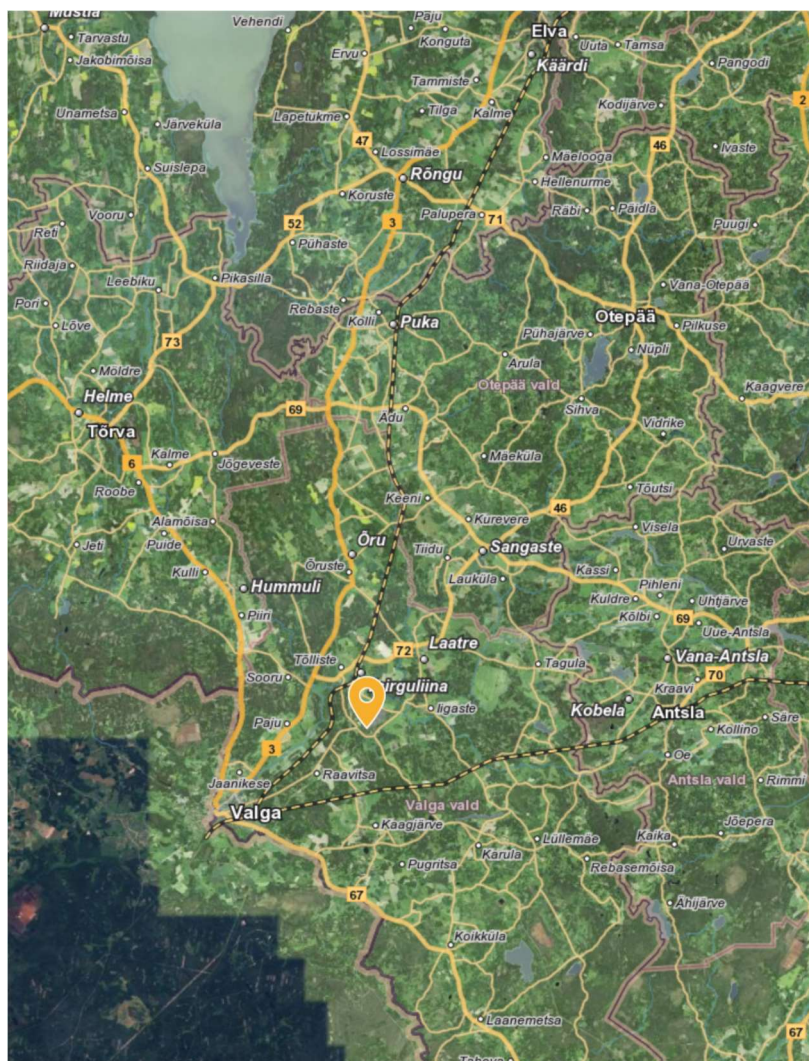 Mustla
Tarvastu
Jakobimõisa
Vehendi
Paju
Konguta
Elva
Uuta
Tamsa
Ervu
Käärdi
Pangodi
Tammiste
Unametsa
Järveküla
Lapetukme
Tilga
Kalme
Kodijärve
2
47
46
Suislepa
Lossimäe
Mäelooga
Ivaste
Rõngu
Hellenurme
Vooru
Koruste
Palupera
Räbi
Päidla
Reti
52
3
71
Puugi
Pühaste
Riidaja
Leebiku
Pikasilla
Vana-Otepää
Pori
Rebaste
Kolli
Puka
Otepää
Lõve
Pühajärve
Pilkuse
73
Nüpli
Moldre
Arula
Otepää vald
Kaagvere
Helme
69
Adu
Sihva
Tõrva
Vidrike
6
Kalme
Jõgeveste
Mäeküla
Roobe
Keeni
Tõutsi
46
Alamõisa
Kurevere
Visela
Puide
Jeti
Õru
Tiidu
Sangaste
Urvaste
Kulli
Õruste
Lauküla
Kassi
Hummuli
Pihleni
Kuldre
Uhtjärve
Piiri
Kõlbi
69
Uue-Antsla
72
Laatre
Tõlliste
Tagula
Vana-Antsla
Sooru
70
irguliina
Kraavi
Kobela
Iigaste
Antsla
Paju
Kollino
Säre
3
Oe
Jaanikese
Raavitsa
Antsla vald
Rimmi
Valga
Valga vald
Kaagjärve
Lüllemäe
Jõepera
Karula
Kaika
Pugritsa
Rebasemõisa
67
Ähijärve
Koikküla
Laanemetsa
67